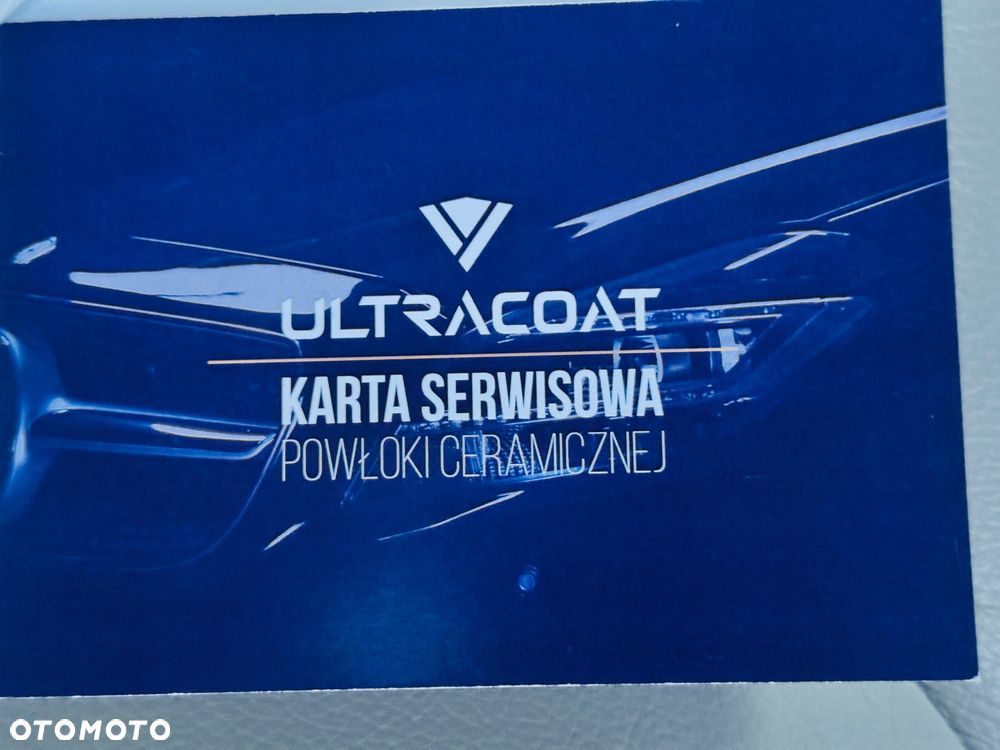 ULTRACOAT
KARTA SERWISOWA
POWŁOKI CERAMICZNEJ
OTOMOTO